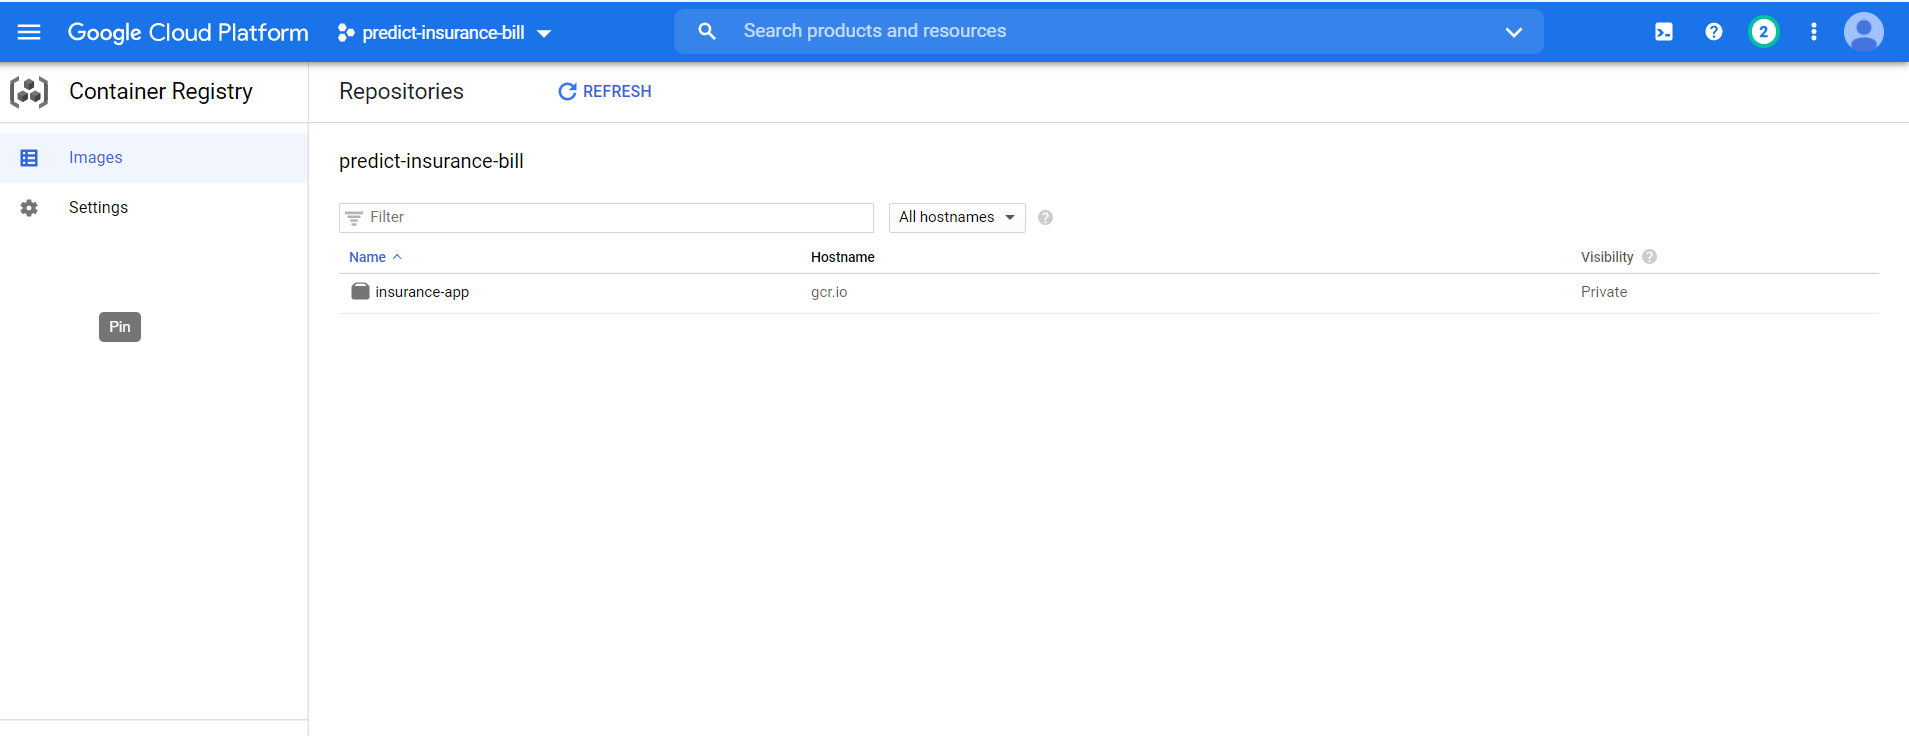 Google Cloud Platform predict-insurance-bill Search products and resources 2
Container Registry Repositories REFRESH
Images
predict-insurance-bill
Settings
Filter All hostnames
Name Hostname Visibility
insurance-app gcr.io Private
Pin